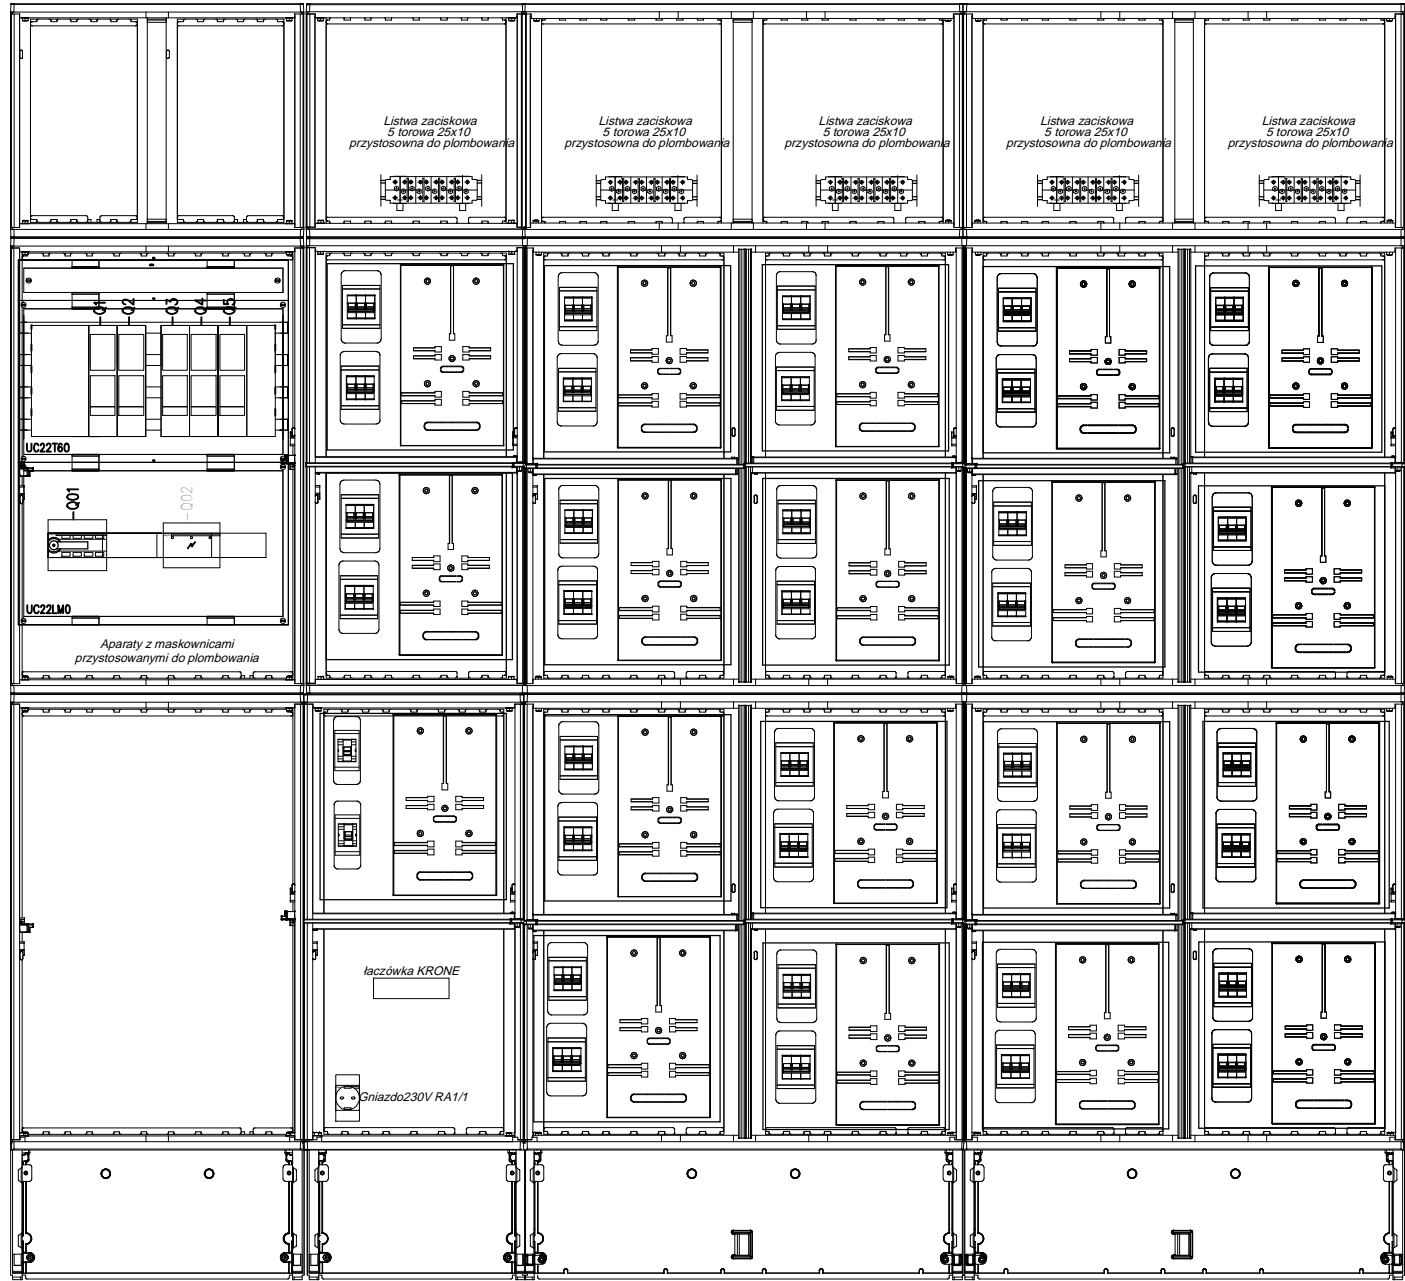 Listwa zaciskowa
5 torowa 25x10
przystosowna do plombowania
Listwa zaciskowa
5 torowa 25x10
przystosowna do plombowania
Listwa zaciskowa
5 torowa 25x10
przystosowna do plombowania
Listwa zaciskowa
5 torowa 25x10
przystosowna do plombowania
Listwa zaciskowa
5 torowa 25x10
przystosowna do plombowania
Q1
Q2
Q3
Q4
Q5
UC22T60
Q01
Q02
UC22LM0
Aparaty z maskownicami
przystosowanymi do plombowania
łaczówka KRONE
Gniazdo230V RA1/1